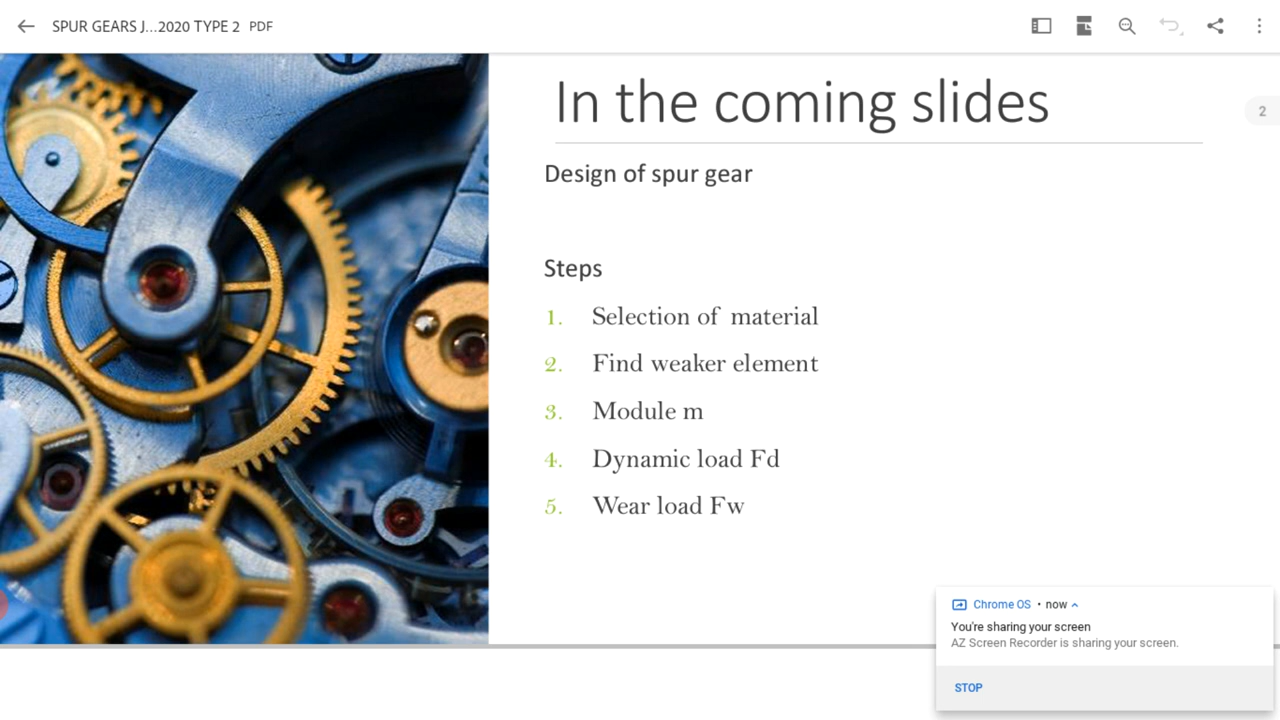 SPUR GEARS J...2020 TYPE 2 PDF
In the coming slides
2
Design of spur gear
Steps
1. Selection of material
2. Find weaker element
3. Module m
4. Dynamic load Fd
5. Wear load Fw
Chrome OS • now
You're sharing your screen
AZ Screen Recorder is sharing your screen.
STOP